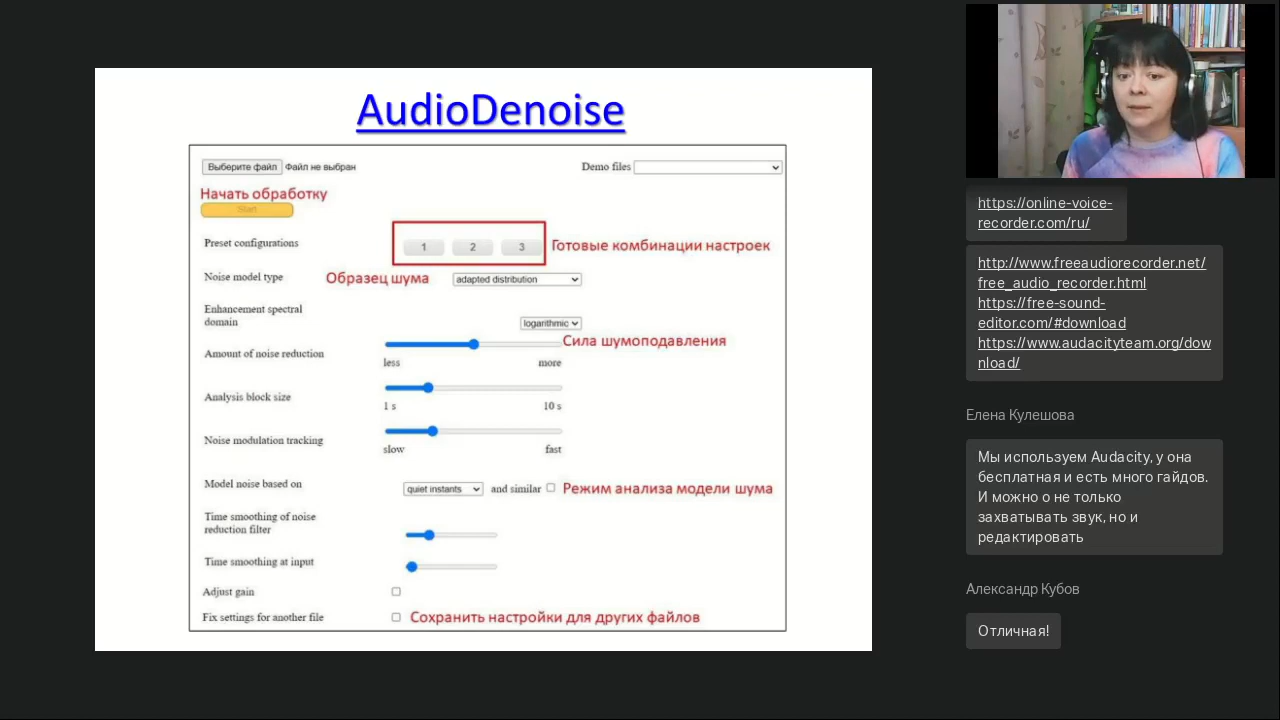 AudioDenoise
Выберите файл Файл не выбран
Demo files
Начать обработку
Start
Preset configurations
1 2 3
Готовые комбинации настроек
Noise model type
Образец шума
adapted distribution
Enhancement spectral
domain
logarithmic
Amount of noise reduction
Сила шумоподавления
less more
Analysis block size
1 s 10 s
Noise modulation tracking
slow fast
Model noise based on
quiet instants and similar
Режим анализа модели шума
Time smoothing of noise
reduction filter
Time smoothing at input
Adjust gain
Fix settings for another file
Сохранить настройки для других файлов
https://online-voice-
recorder.com/ru/
http://www.freeaudiorecorder.net/
free_audio_recorder.html
https://free-sound-
editor.com/#download
https://www.audacityteam.org/dow
nload/
Елена Кулешова
Мы используем Audacity, у она
бесплатная и есть много гайдов.
И можно о не только
захватывать звук, но и
редактировать
Александр Кубов
Отличная!